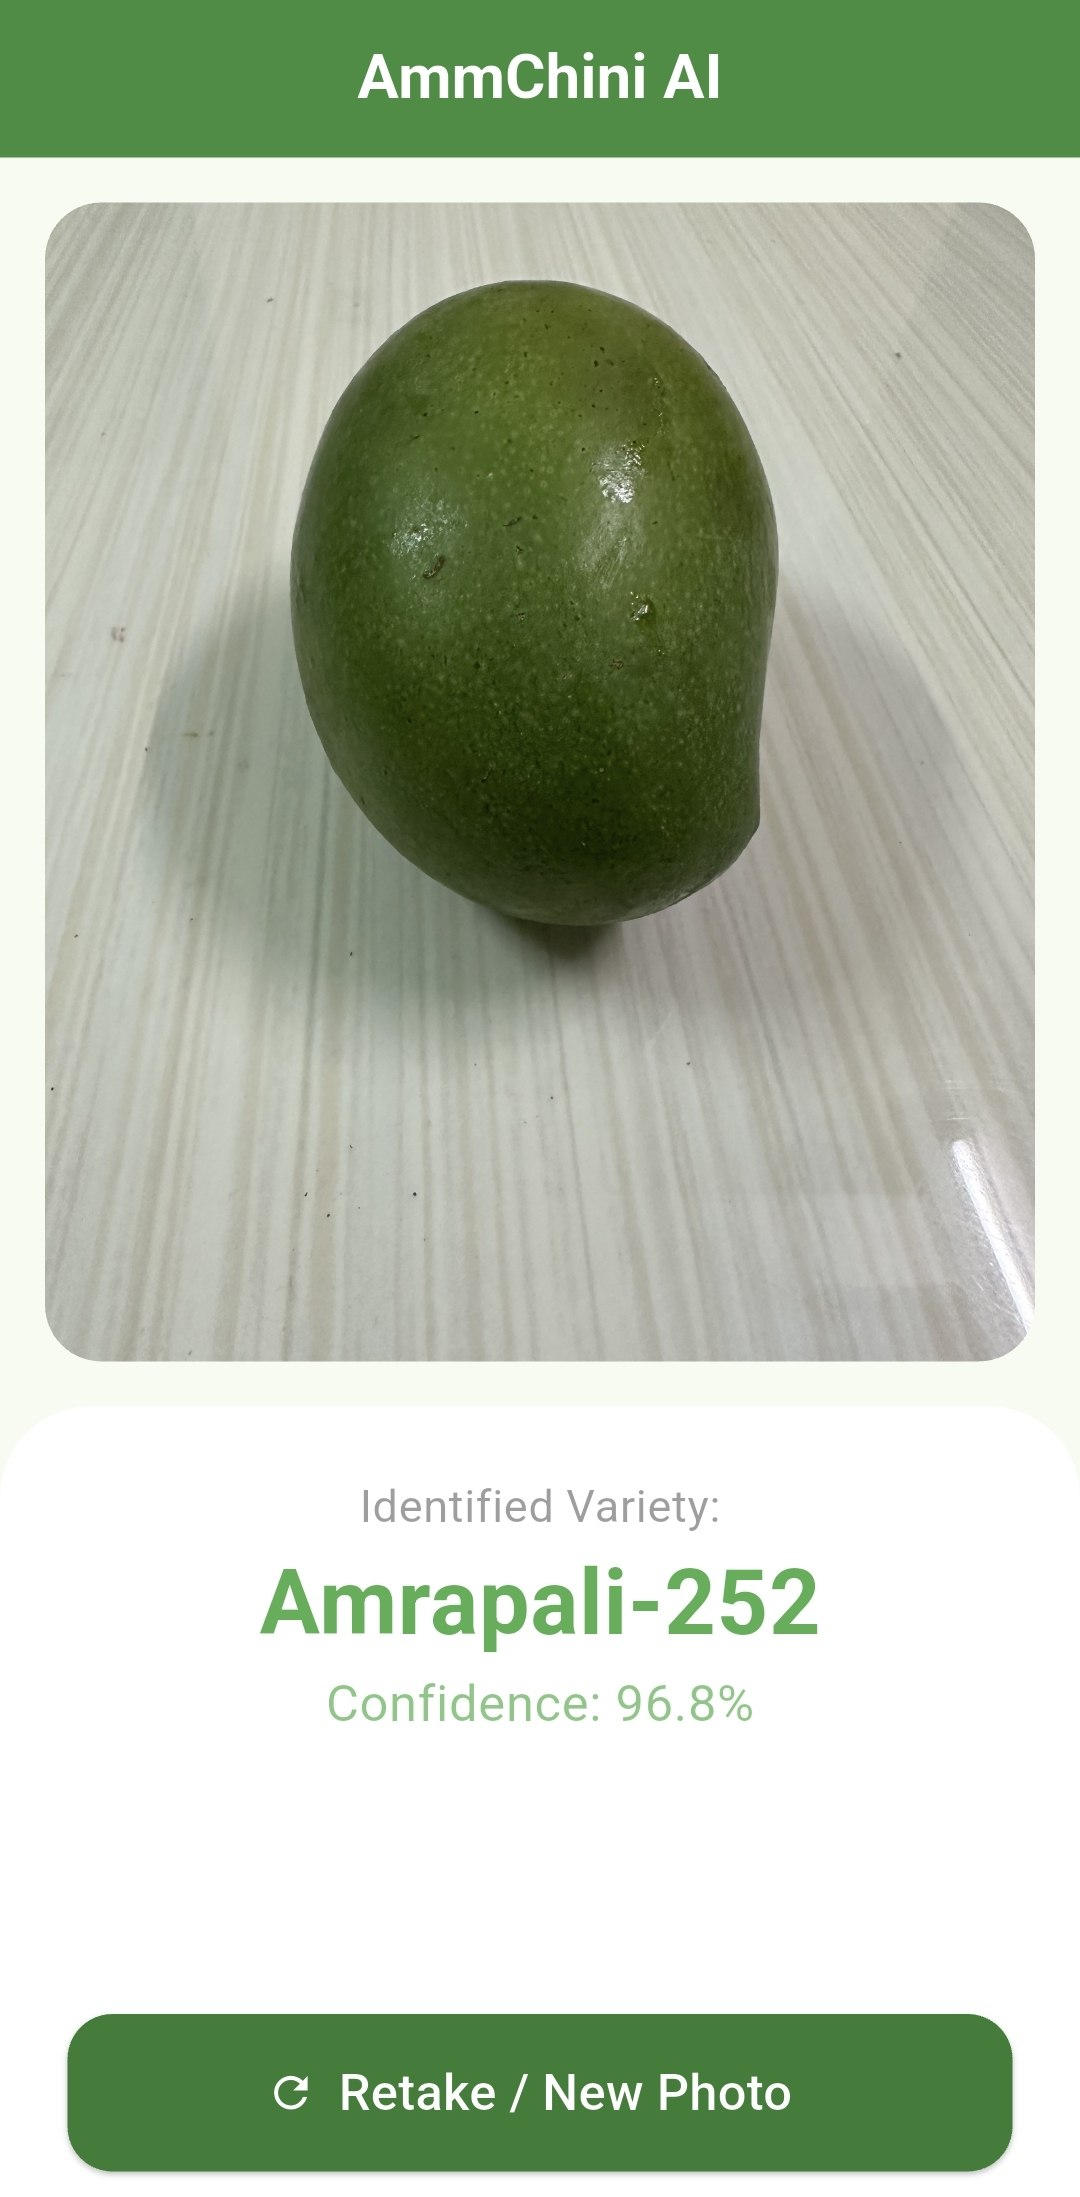 AmmChini AI
Identified Variety:
Amrapali-252
Confidence: 96.8%
Retake / New Photo